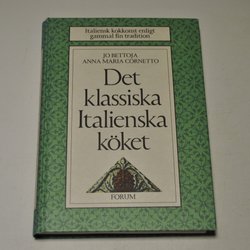 Italiensk kokkonst enligt
gammal fin tradition
JO BETTOJA
ANNA MARIA CORNETTO
Det
klassiska
Italienska
köket
FORUM